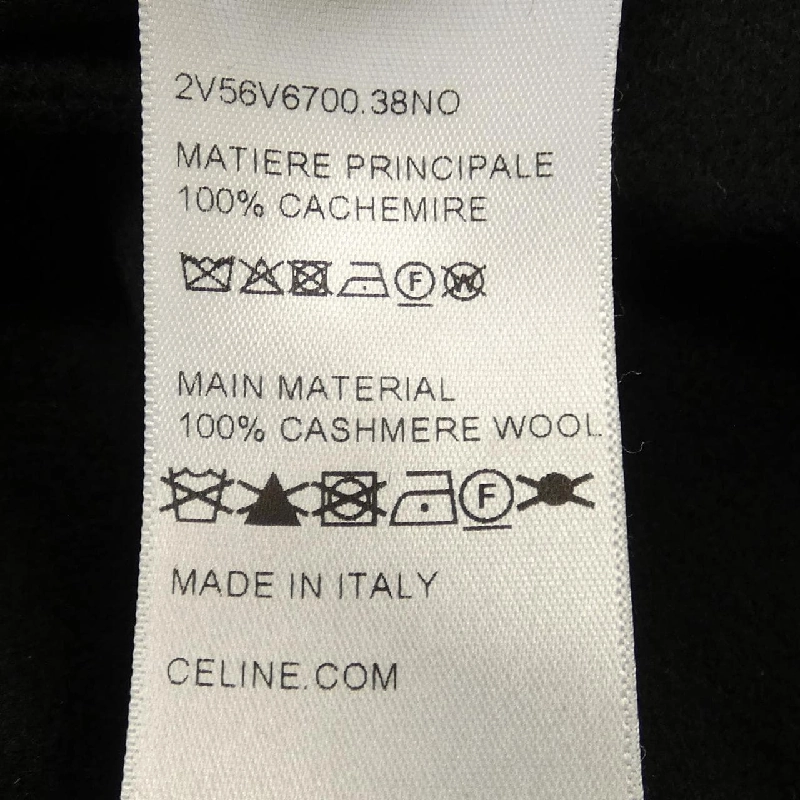 2V56V6700.38NO
MATIERE PRINCIPALE
100% CACHEMIRE
F W
MAIN MATERIAL
100% CASHMERE WOOL
F
MADE IN ITALY
CELINE.COM